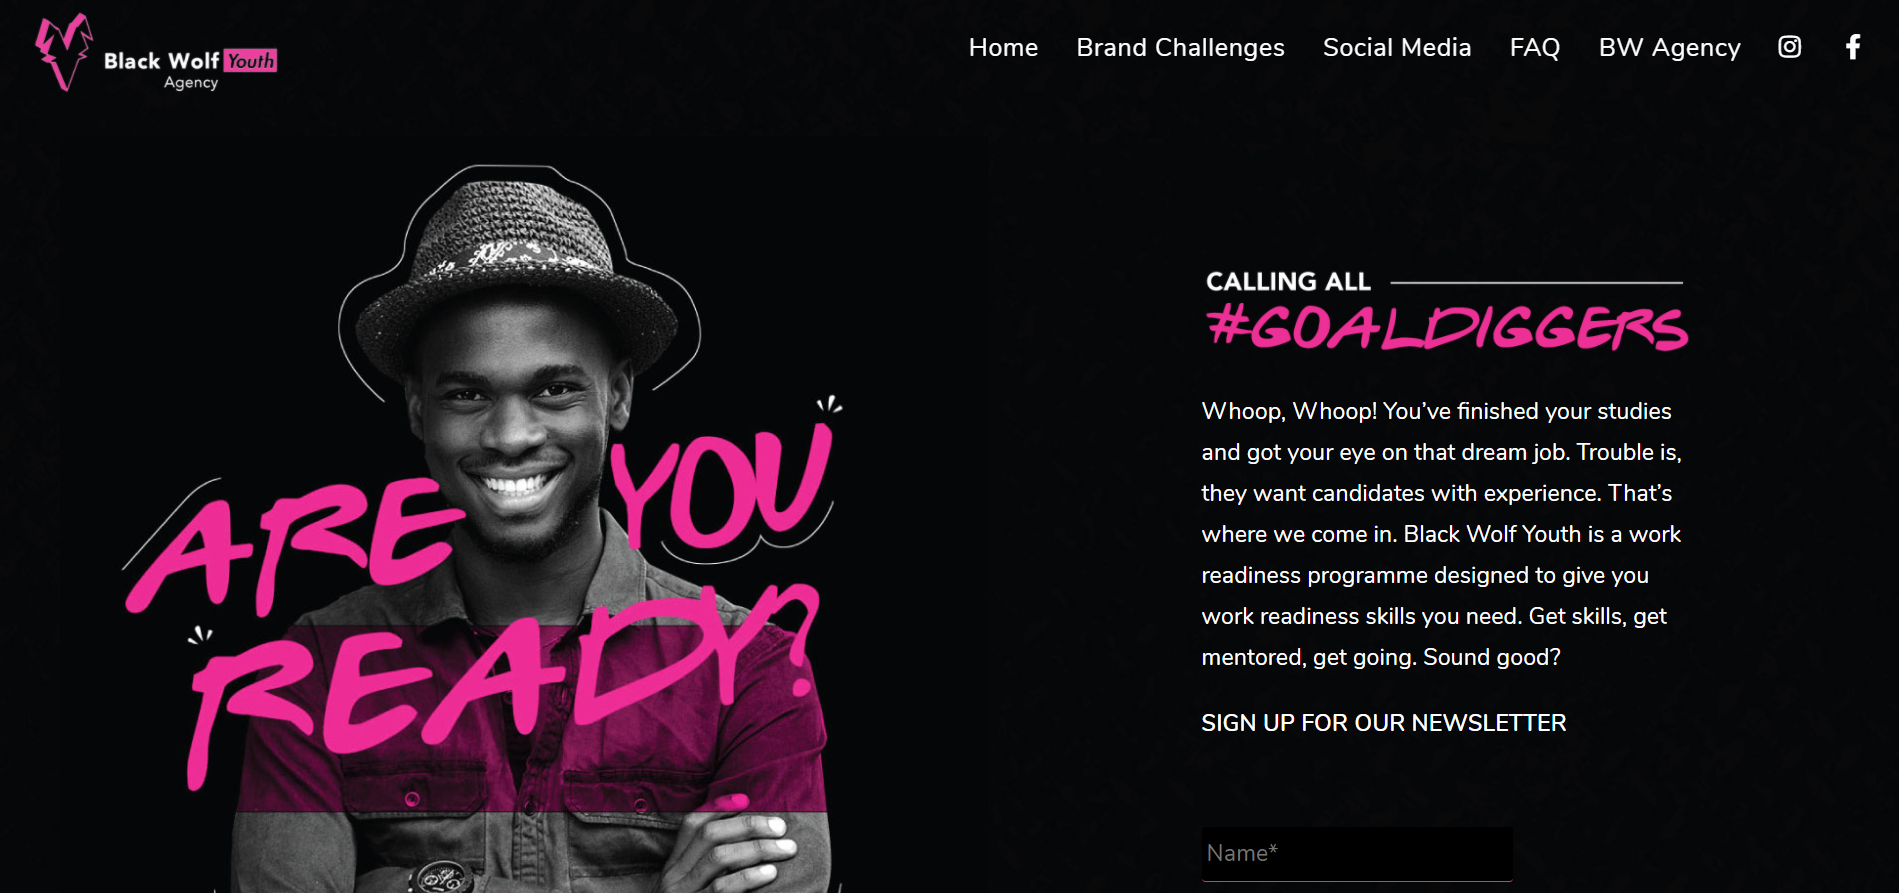 Black Wolf Youth
Agency
Home Brand Challenges Social Media FAQ BW Agency
ARE YOU
READY?
CALLING ALL
#GOALDIGGERS
Whoop, Whoop! You’ve finished your studies
and got your eye on that dream job. Trouble is,
they want candidates with experience. That’s
where we come in. Black Wolf Youth is a work
readiness programme designed to give you
work readiness skills you need. Get skills, get
mentored, get going. Sound good?
SIGN UP FOR OUR NEWSLETTER
Name*